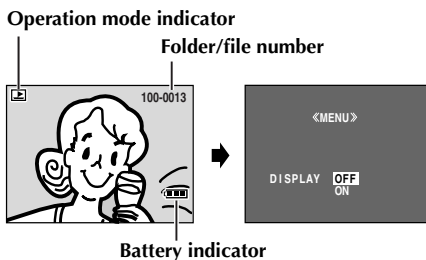 Operation mode indicator
Folder/file number
100-0013
《MENU》
DISPLAY OFF
ON
Battery indicator